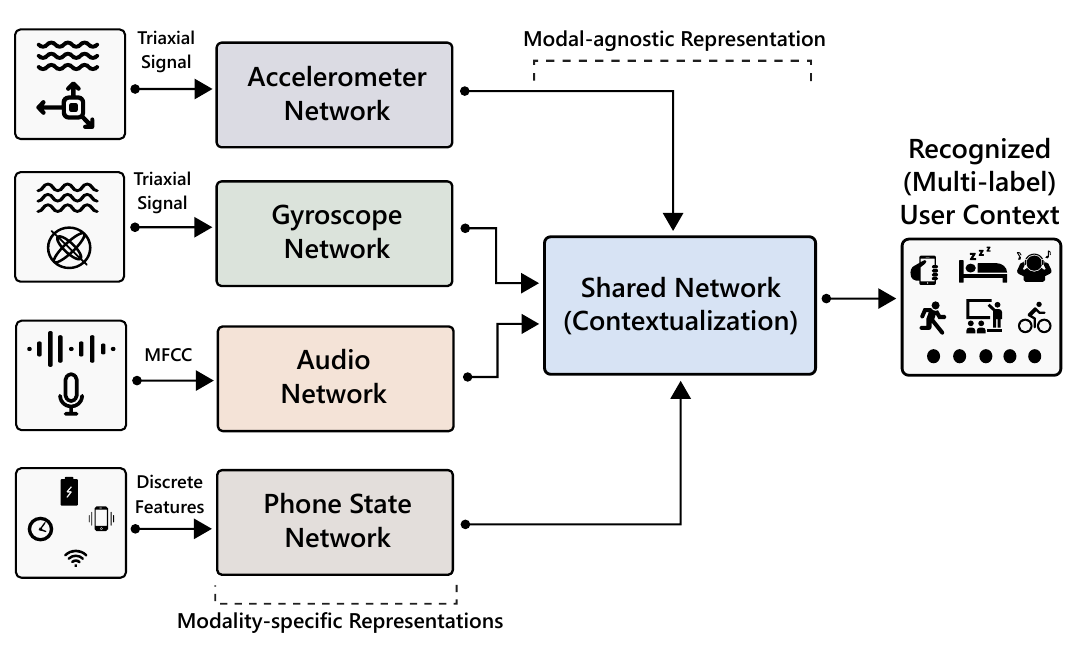 Triaxial
Signal
Accelerometer
Network
Modal-agnostic Representation
Triaxial
Signal
Gyroscope
Network
MFCC
Audio
Network
Discrete
Features
Phone State
Network
Modality-specific Representations
Shared Network
(Contextualization)
Recognized
(Multi-label)
User Context
z z z